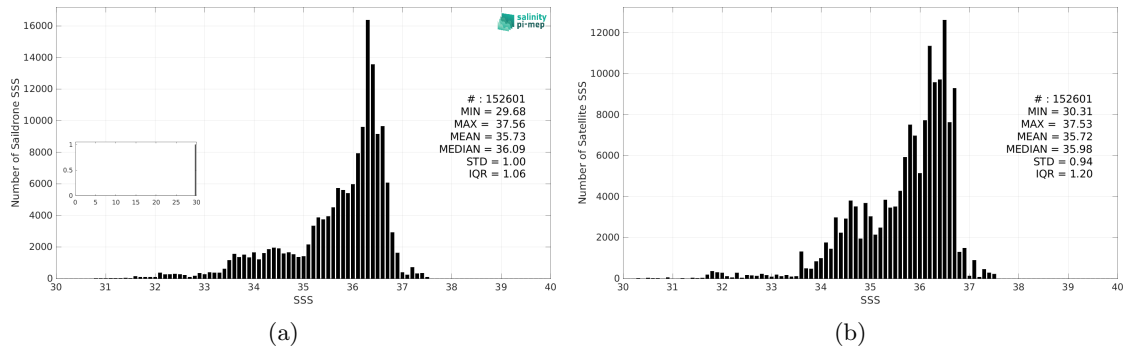 salinity
pi-mep
16000
14000
12000
10000
8000
6000
4000
2000
0
Number of Saildrone SSS
# : 152601
MIN = 29.68
MAX = 37.56
MEAN = 35.73
MEDIAN = 36.09
STD = 1.00
IQR = 1.06
1
0.5
0
0 5 10 15 20 25 30
30 31 32 33 34 35 36 37 38 39 40
SSS
(a)
12000
10000
8000
6000
4000
2000
0
Number of Satellite SSS
# : 152601
MIN = 30.31
MAX = 37.53
MEAN = 35.72
MEDIAN = 35.98
STD = 0.94
IQR = 1.20
30 31 32 33 34 35 36 37 38 39 40
SSS
(b)